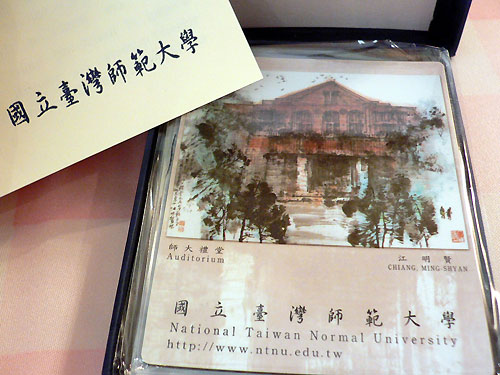 國立臺灣師範大學
師大禮堂
Auditorium
江明賢
CHIANG, MING-SHYAN
國立臺灣師範大學
National Taiwan Normal University
http://www.ntnu.edu.tw